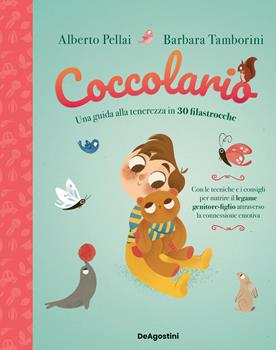 Alberto Pellai Barbara Tamborini
Coccolario
Una guida alla tenerezza in 30 filastrocche
Con le tecniche e i consigli
per nutrire il legame
genitore-figlio attraverso
la connessione emotiva
DeAgostini